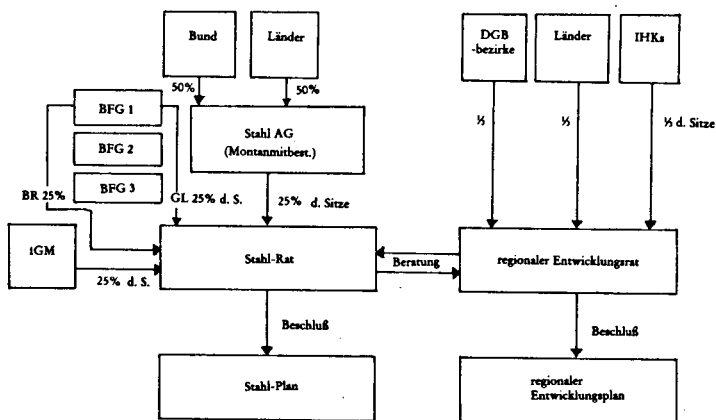 Bund
Länder
DGB
-bezirke
Länder
IHKs
50%
50%
BFG 1
BFG 2
BFG 3
Stahl AG
(Montanmitbest.)
⅓
⅓
⅓ d. Sitze
BR 25%
GL 25% d. S.
25% d. Sitze
IGM
25% d. S.
Stahl-Rat
Beratung
regionaler Entwicklungsrat
Beschluß
Beschluß
Stahl-Plan
regionaler
Entwicklungsplan